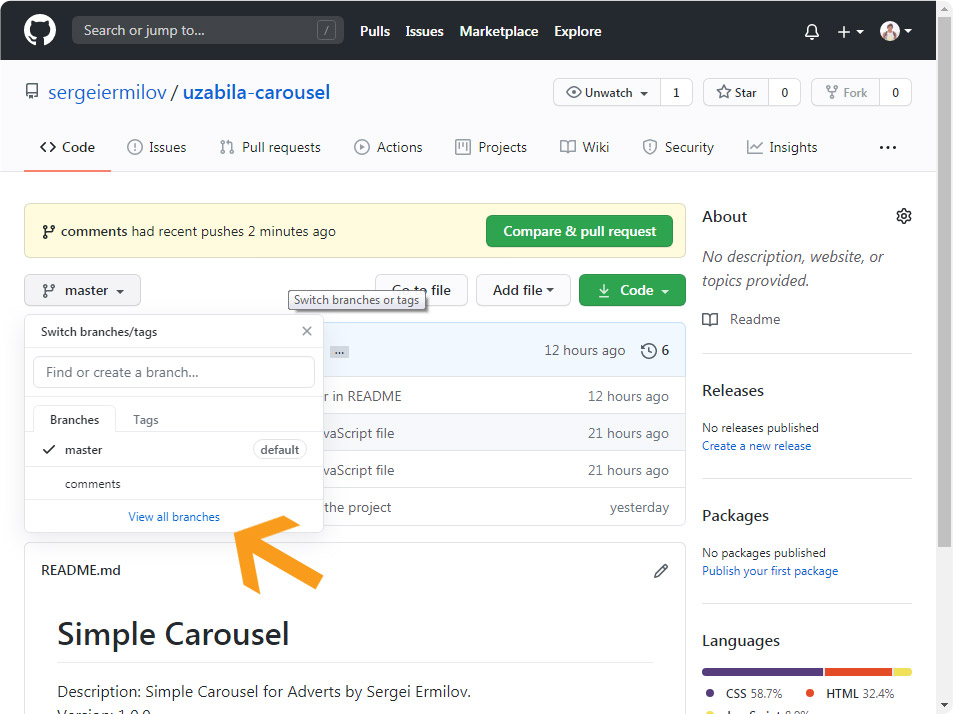 Search or jump to... /
Pulls Issues Marketplace Explore
sergeiermilov / uzabila-carousel
Unwatch 1 Star 0 Fork 0
Code Issues Pull requests Actions Projects Wiki Security Insights ...
comments had recent pushes 2 minutes ago
Compare & pull request
master
Go to file
Add file
Code
Switch branches or tags
Switch branches/tags
Find or create a branch...
Branches Tags
master default
comments
View all branches
... 12 hours ago 6
r in README 12 hours ago
vaScript file 21 hours ago
vaScript file 21 hours ago
the project yesterday
README.md
Simple Carousel
Description: Simple Carousel for Adverts by Sergei Ermilov.
Version: 1.0.0
About
No description, website, or
topics provided.
Readme
Releases
No releases published
Create a new release
Packages
No packages published
Publish your first package
Languages
CSS 58.7% HTML 32.4%